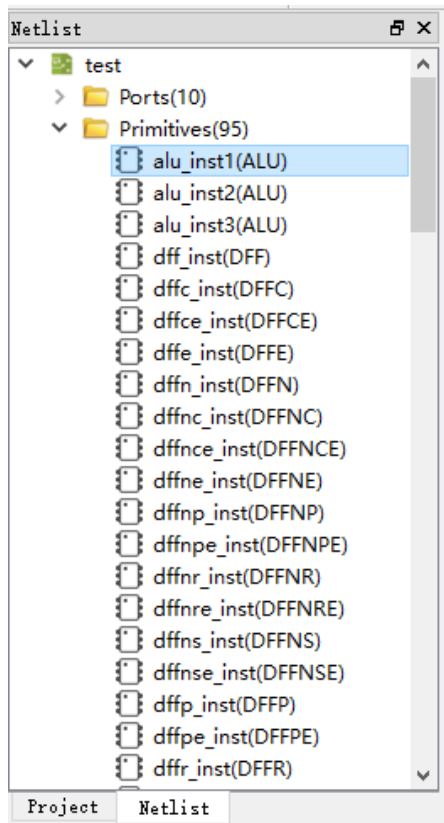 Netlist
test
Ports(10)
Primitives(95)
alu_inst1(ALU)
alu_inst2(ALU)
alu_inst3(ALU)
dff_inst(DFF)
dffc_inst(DFFC)
dffce_inst(DFFCE)
dffe_inst(DFFE)
dffn_inst(DFFN)
dffnc_inst(DFFNC)
dffnce_inst(DFFNCE)
dffne_inst(DFFNE)
dffnp_inst(DFFNP)
dffnpe_inst(DFFNPE)
dffnr_inst(DFFNR)
dffnre_inst(DFFNRE)
dffns_inst(DFFNS)
dffnse_inst(DFFNSE)
dffp_inst(DFFP)
dffpe_inst(DFFPE)
dffr_inst(DFFR)
Project Netlist